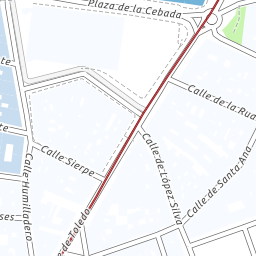 Plaza de la Cebada
Calle de la Rua
Calle Sierpe
Calle de López Silva
Calle de Santa Ana
Calle Humilladero
de Toledo